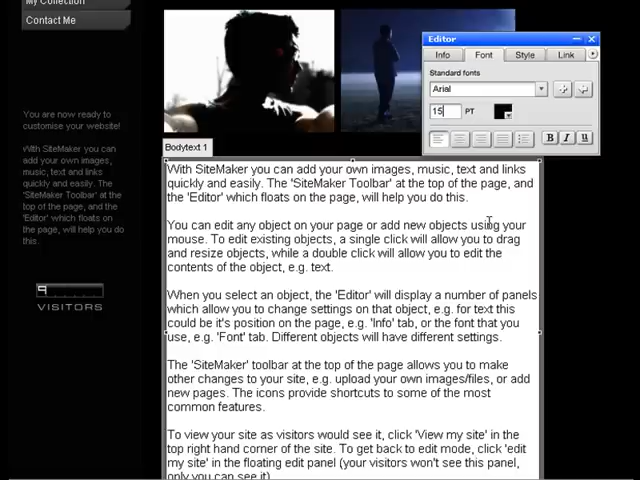 My Collection
Contact Me
You are now ready to
customise your website!
With SiteMaker you can
add your own images,
music, text and links
quickly and easily. The
'SiteMaker Toolbar' at the
top of the page, and the
'Editor' which floats on
the page, will help you do
this.
9
VISITORS
Editor
Info
Font
Style
Link
Standard fonts
Arial
15
PT
B
I
U
Bodytext 1
With SiteMaker you can add your own images, music, text and links
quickly and easily. The 'SiteMaker Toolbar' at the top of the page, and
the 'Editor' which floats on the page, will help you do this.
You can edit any object on your page or add new objects using your
mouse. To edit existing objects, a single click will allow you to drag
and resize objects, while a double click will allow you to edit the
contents of the object, e.g. text.
When you select an object, the 'Editor' will display a number of panels
which allow you to change settings on that object, e.g. for text this
could be it's position on the page, e.g. 'Info' tab, or the font that you
use, e.g. 'Font' tab. Different objects will have different settings.
The 'SiteMaker' toolbar at the top of the page allows you to make
other changes to your site, e.g. upload your own images/files, or add
new pages. The icons provide shortcuts to some of the most
common features.
To view your site as visitors would see it, click 'View my site' in the
top right hand corner of the site. To get back to edit mode, click 'edit
my site' in the floating edit panel (your visitors won't see this panel,
only you can see it)